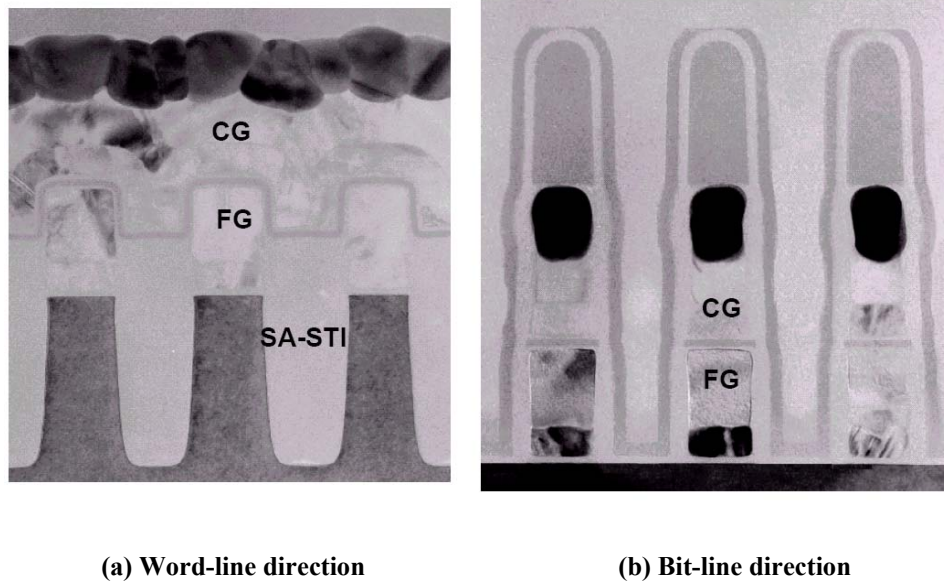 CG
FG
SA-STI
CG
FG
(a) Word-line direction
(b) Bit-line direction